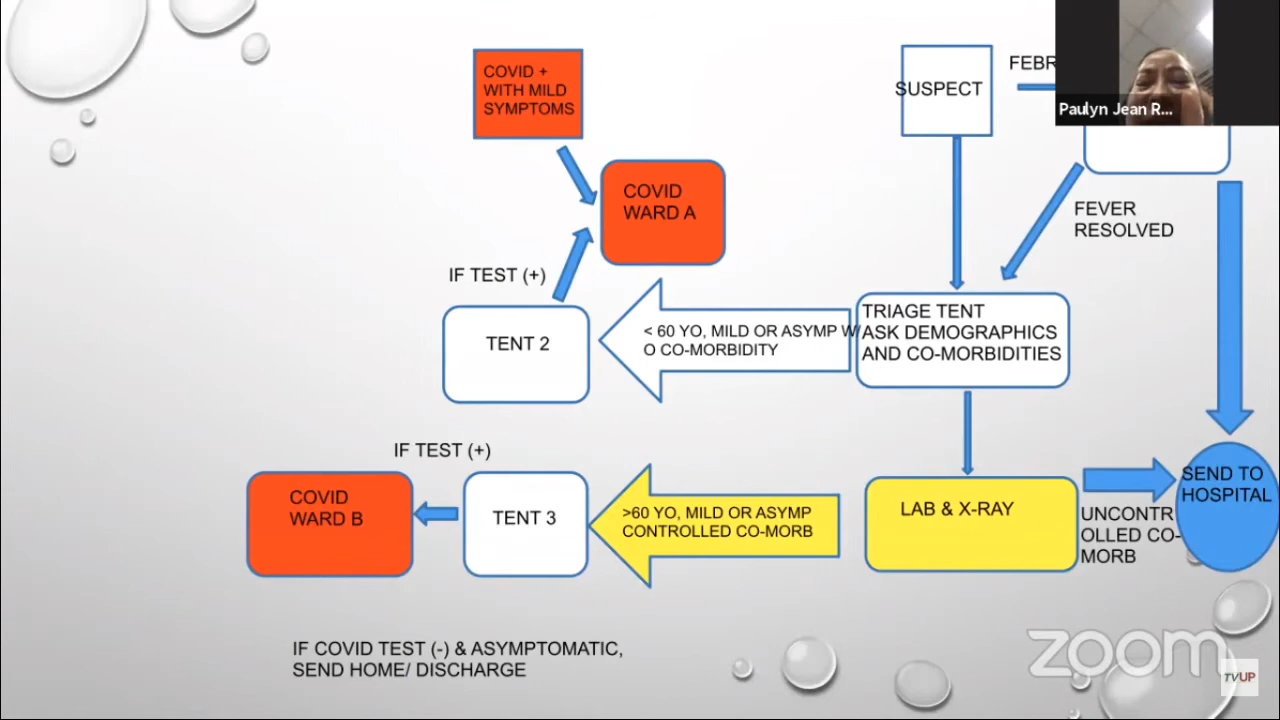 COVID +
WITH MILD
SYMPTOMS
SUSPECT
FEBR
Paulyn Jean R...
COVID
WARD A
FEVER
RESOLVED
IF TEST (+)
TENT 2
< 60 YO, MILD OR ASYMP W/
O CO-MORBIDITY
TRIAGE TENT
ASK DEMOGRAPHICS
AND CO-MORBIDITIES
IF TEST (+)
COVID
WARD B
TENT 3
>60 YO, MILD OR ASYMP
CONTROLLED CO-MORB
LAB & X-RAY
UNCONTR
OLLED CO-
MORB
SEND TO
HOSPITAL
IF COVID TEST (-) & ASYMPTOMATIC,
SEND HOME/ DISCHARGE
zoom
TVUP